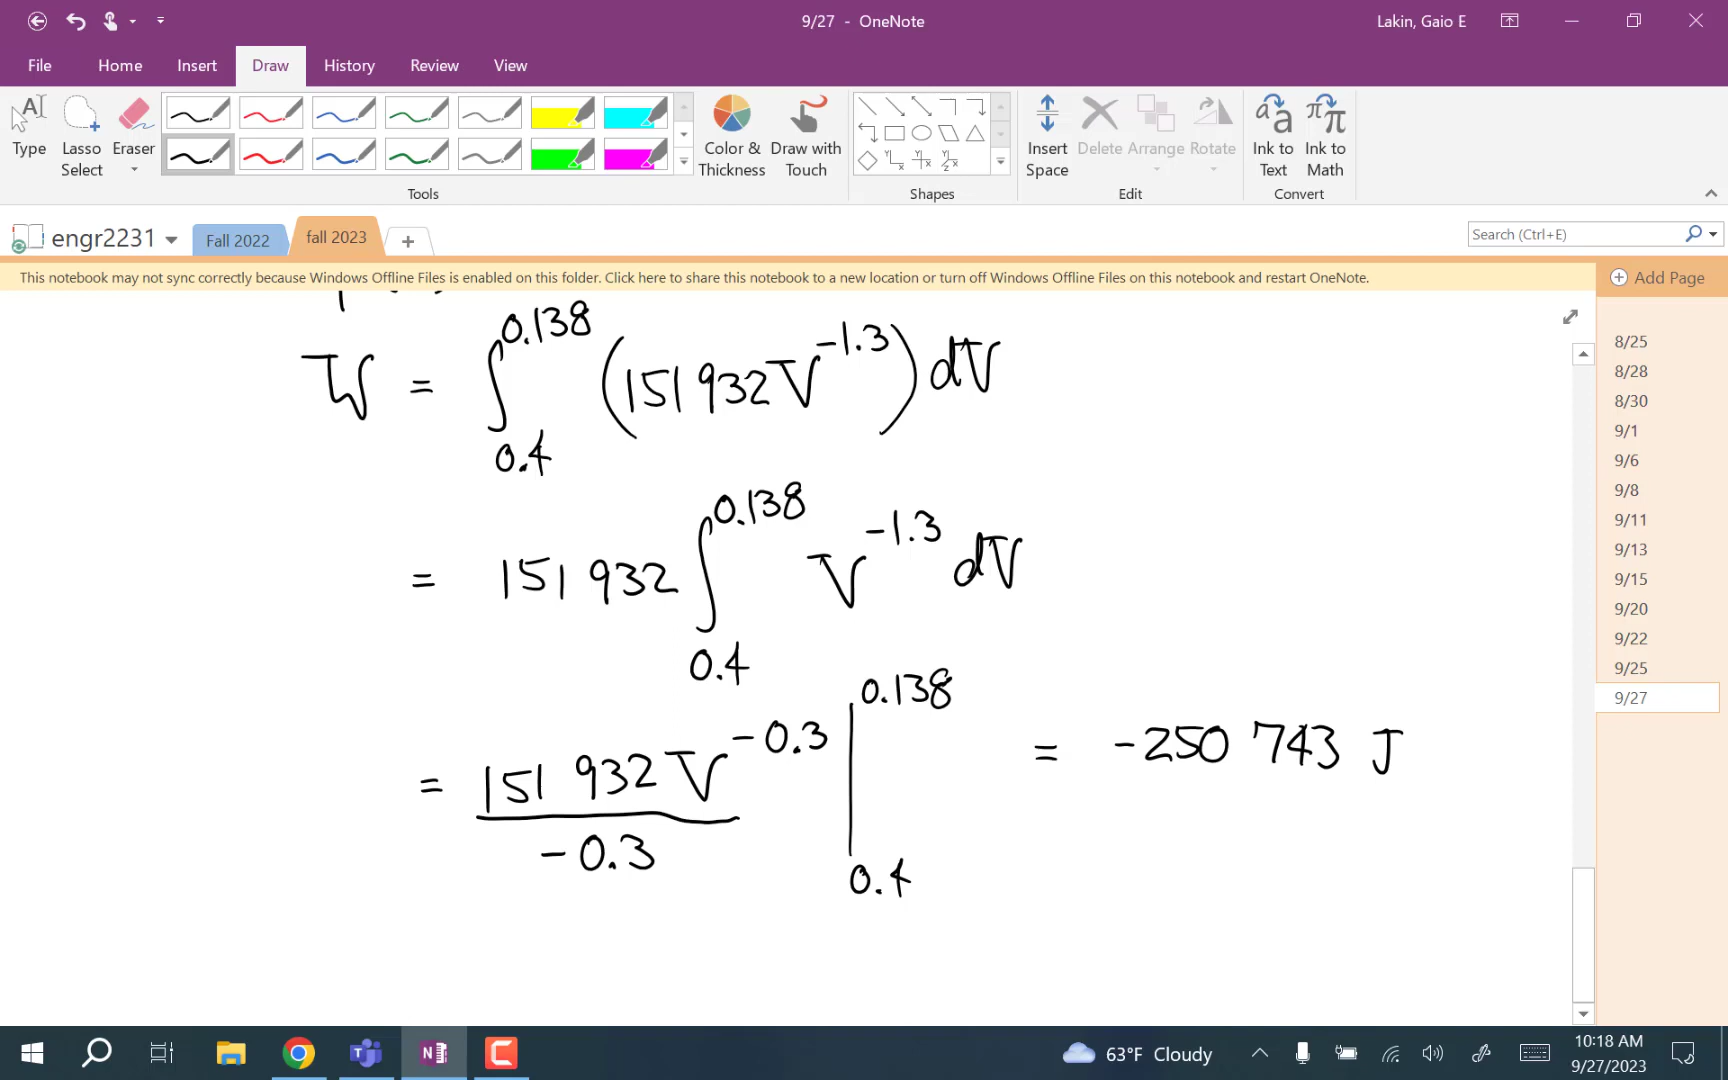 9/27 - OneNote
Lakin, Gaio E
File Home Insert Draw History Review View
Type
Lasso Select
Eraser
Color & Thickness
Draw with Touch
Insert Space
Delete
Arrange
Rotate
Ink to Text
Ink to Math
Tools
Shapes
Edit
Convert
engr2231
Fall 2022
fall 2023
Search (Ctrl+E)
This notebook may not sync correctly because Windows Offline Files is enabled on this folder. Click here to share this notebook to a new location or turn off Windows Offline Files on this notebook and restart OneNote.
Add Page
8/25
8/28
8/30
9/1
9/6
9/8
9/11
9/13
9/15
9/20
9/22
9/25
9/27
W = ∫_{0.4}^{0.138} (151 932 V^{-1.3}) dV
= 151 932 ∫_{0.4}^{0.138} V^{-1.3} dV
= 151 932 V^{-0.3} / -0.3 |_{0.4}^{0.138} = -250 743 J
63°F Cloudy
10:18 AM
9/27/2023